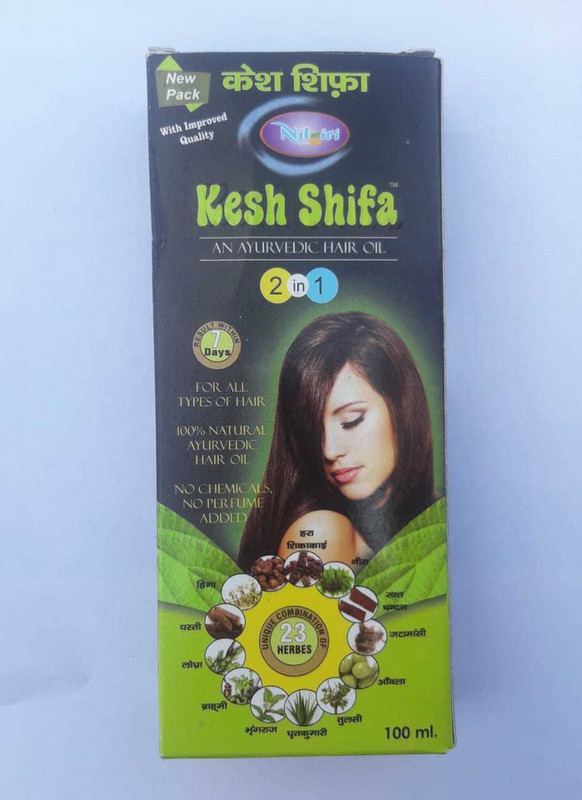 New
Pack
With Improved
Quality
केश शिफ़ा
Nilgiri
Kesh Shifa™
AN AYURVEDIC HAIR OIL
2 in 1
RESULT WITHIN
7
Days
FOR ALL
TYPES OF HAIR
100% NATURAL
AYURVEDIC
HAIR OIL
NO CHEMICALS,
NO PERFUME
ADDED
हरा
शिकाकाई
नीम
रक्त
चन्दन
जटामांसी
आँवला
तुलसी
घृतकुमारी
भृंगराज
ब्राह्मी
लोध्रा
यस्ती
हिना
UNIQUE COMBINATION OF
23
HERBES
100 ml.